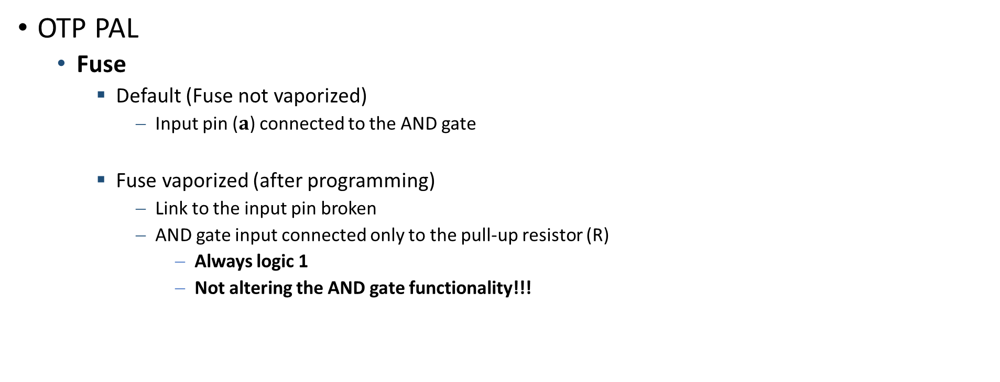 • OTP PAL
• Fuse
▪ Default (Fuse not vaporized)
– Input pin (a) connected to the AND gate
▪ Fuse vaporized (after programming)
– Link to the input pin broken
– AND gate input connected only to the pull-up resistor (R)
– Always logic 1
– Not altering the AND gate functionality!!!